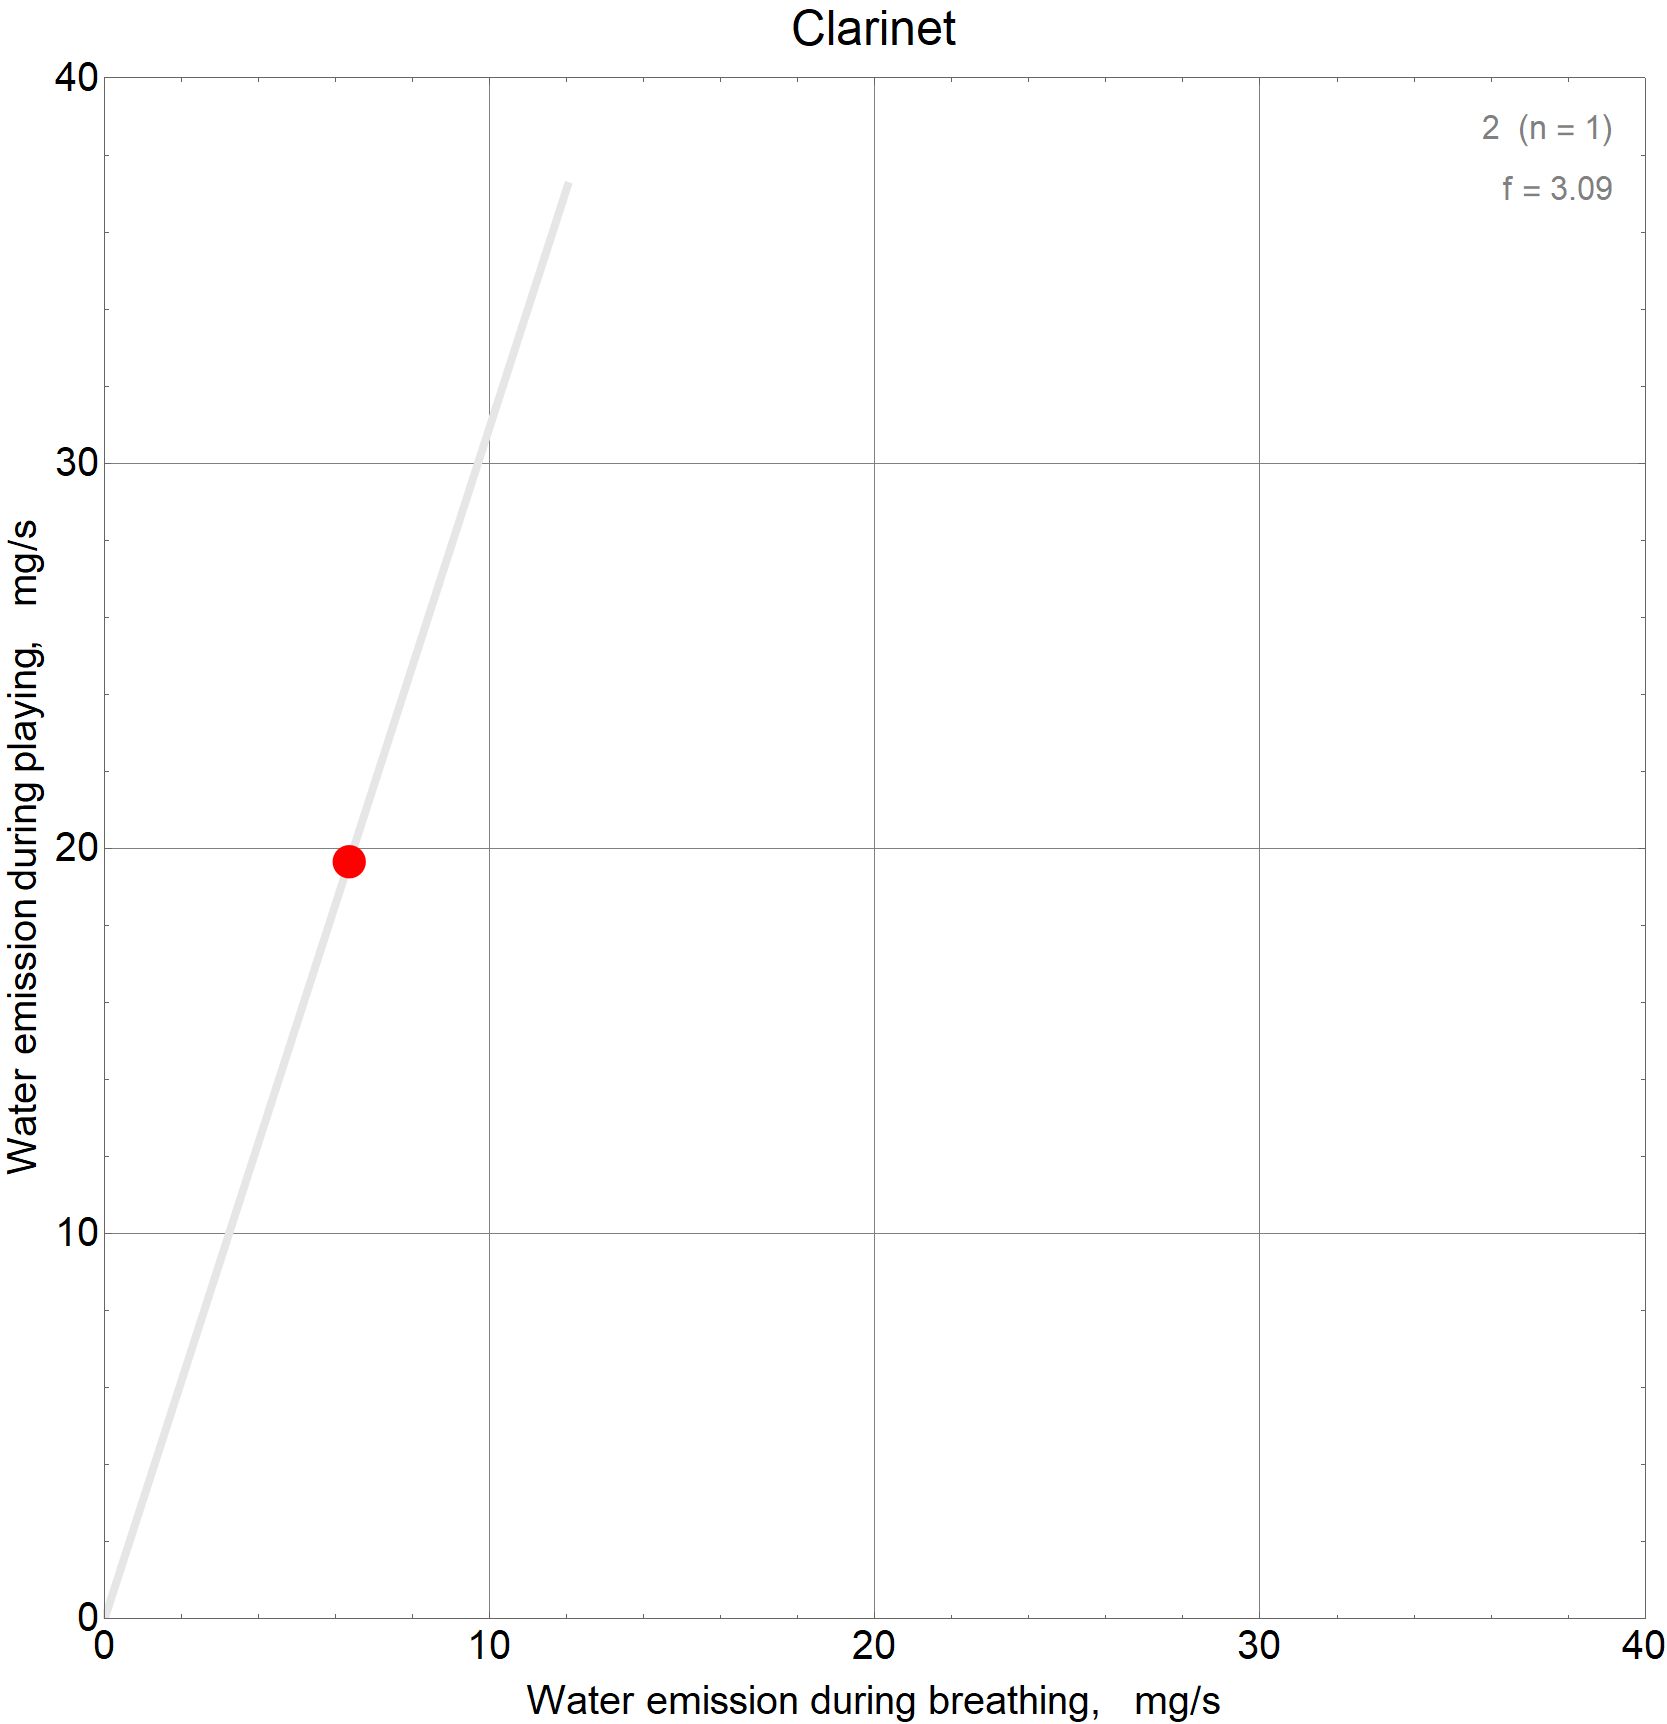 Clarinet
40
2 (n = 1)
f = 3.09
30
20
10
0
0 10 20 30 40
Water emission during playing, mg/s
Water emission during breathing, mg/s